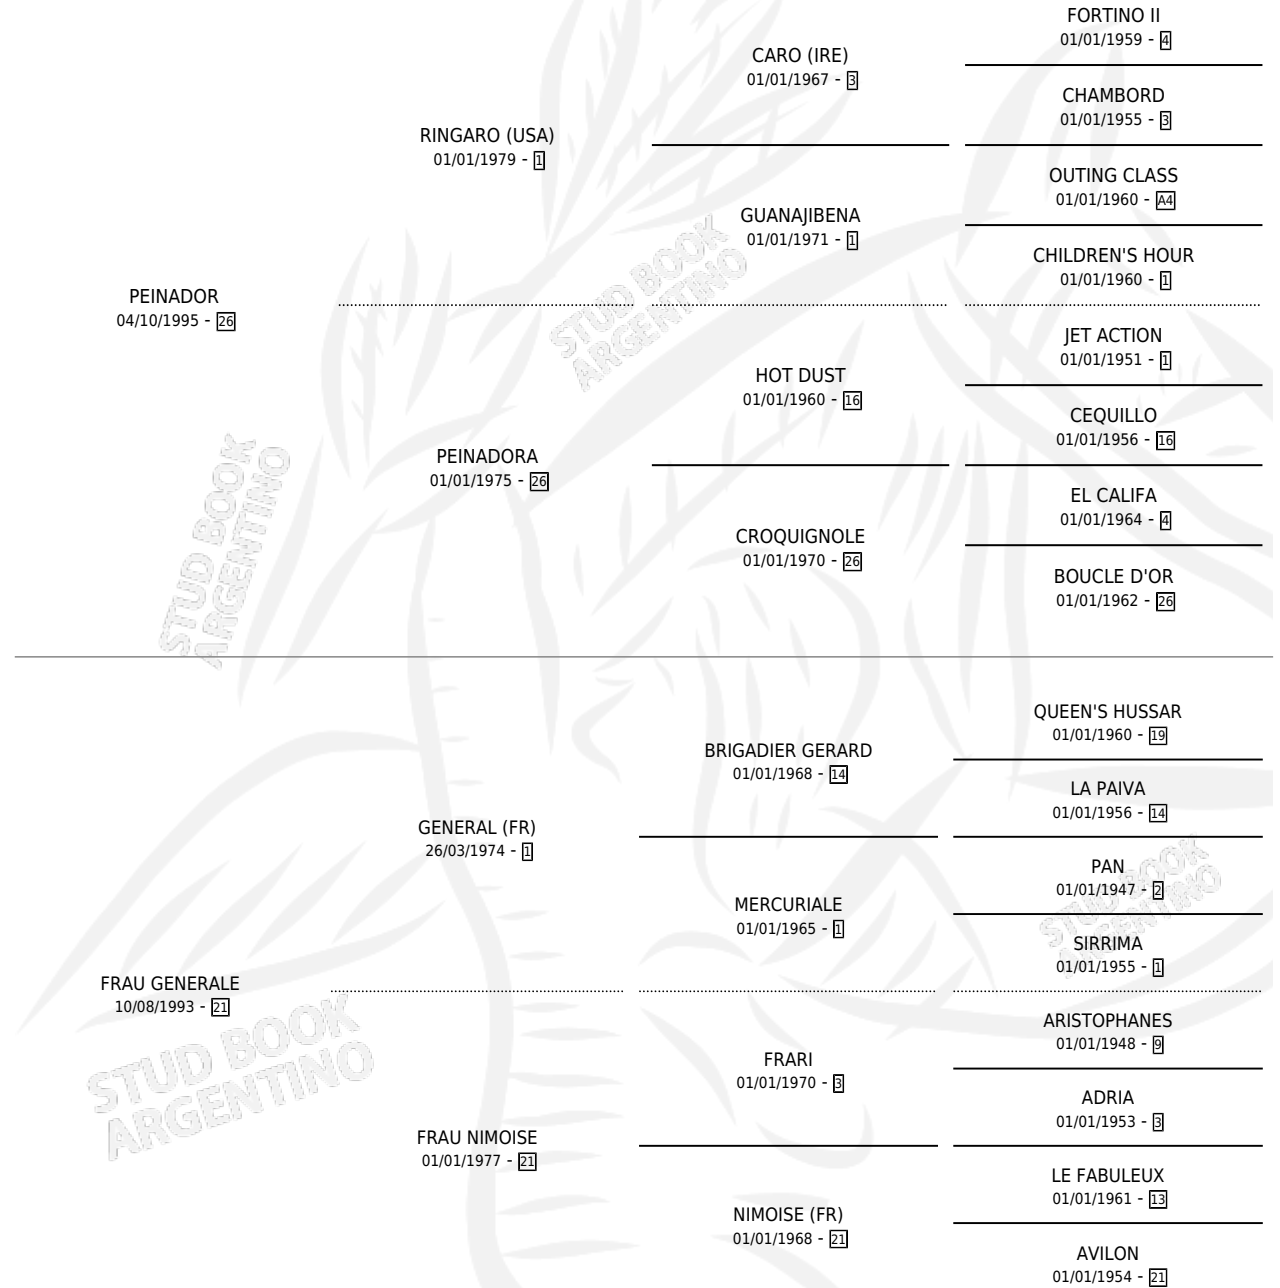 FORTINO II
01/01/1959 - 4
CARO (IRE)
01/01/1967 - 3
CHAMBORD
01/01/1955 - 3
RINGARO (USA)
01/01/1979 - 1
OUTING CLASS
01/01/1960 - A4
GUANAJIBENA
01/01/1971 - 1
CHILDREN'S HOUR
01/01/1960 - 1
PEINADOR
04/10/1995 - 26
JET ACTION
01/01/1951 - 1
HOT DUST
01/01/1960 - 16
CEQUILLO
01/01/1956 - 16
PEINADORA
01/01/1975 - 26
EL CALIFA
01/01/1964 - 4
CROQUIGNOLE
01/01/1970 - 26
BOUCLE D'OR
01/01/1962 - 26
STUD BOOK
ARGENTINO
STUD BOOK
ARGENTINO
QUEEN'S HUSSAR
01/01/1960 - 19
BRIGADIER GERARD
01/01/1968 - 14
LA PAIVA
01/01/1956 - 14
GENERAL (FR)
26/03/1974 - 1
PAN
01/01/1947 - 2
MERCURIALE
01/01/1965 - 1
SIRRIMA
01/01/1955 - 1
FRAU GENERALE
10/08/1993 - 21
ARISTOPHANES
01/01/1948 - 9
FRARI
01/01/1970 - 3
ADRIA
01/01/1953 - 3
FRAU NIMOISE
01/01/1977 - 21
LE FABULEUX
01/01/1961 - 13
NIMOISE (FR)
01/01/1968 - 21
AVILON
01/01/1954 - 21
STUD BOOK
ARGENTINO
STUD BOOK
ARGENTINO